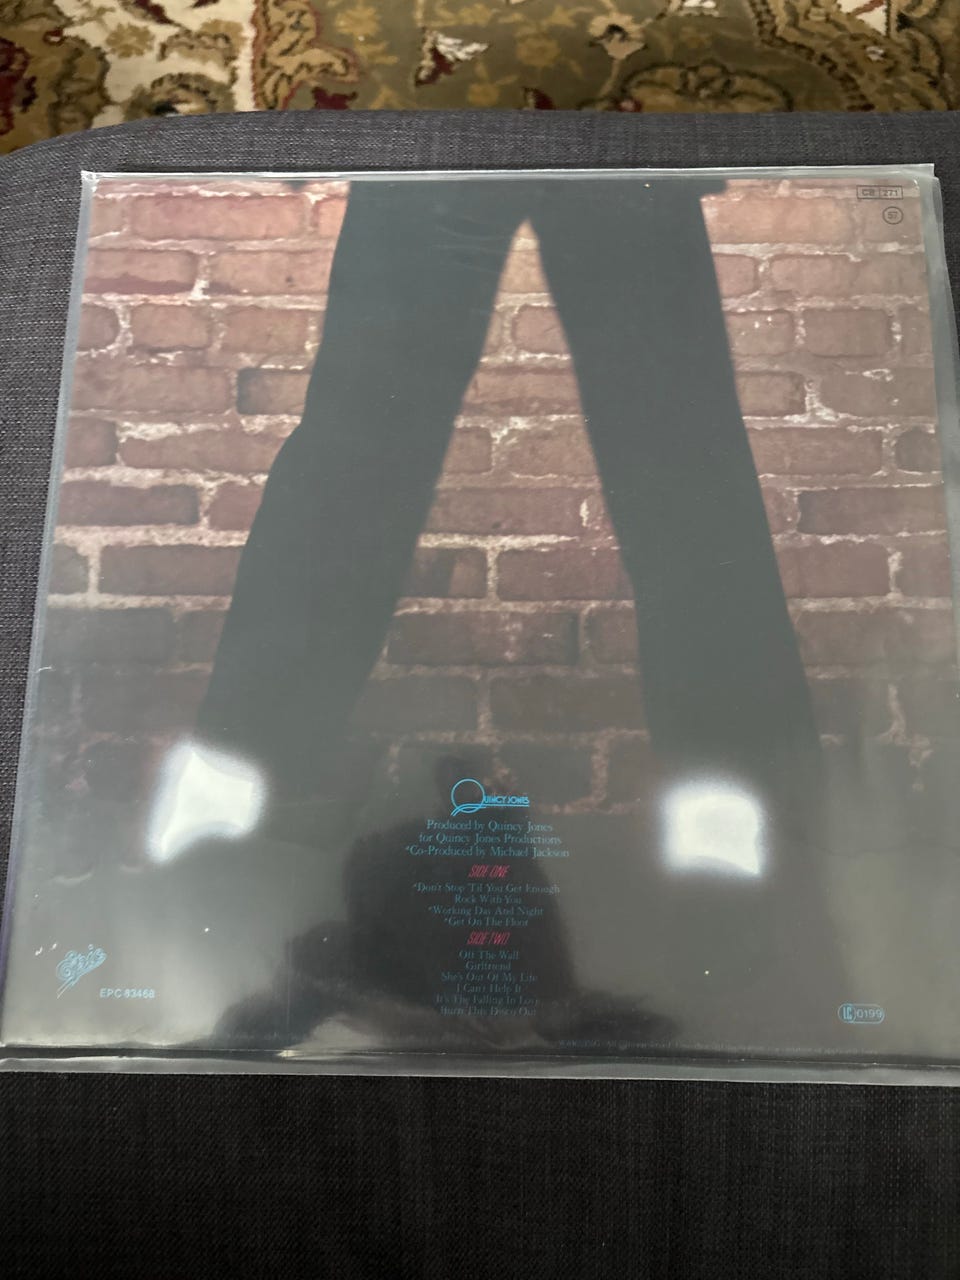 CB 271
57
QUINCY JONES
Produced by Quincy Jones
for Quincy Jones Productions
*Co-Produced by Michael Jackson
SIDE ONE
*Don't Stop 'Til You Get Enough
Rock With You
*Working Day And Night
*Get On The Floor
SIDE TWO
Off The Wall
Girlfriend
She's Out Of My Life
I Can't Help It
It's The Falling In Love
Burn This Disco Out
Epic
EPC 83468
LC 0199